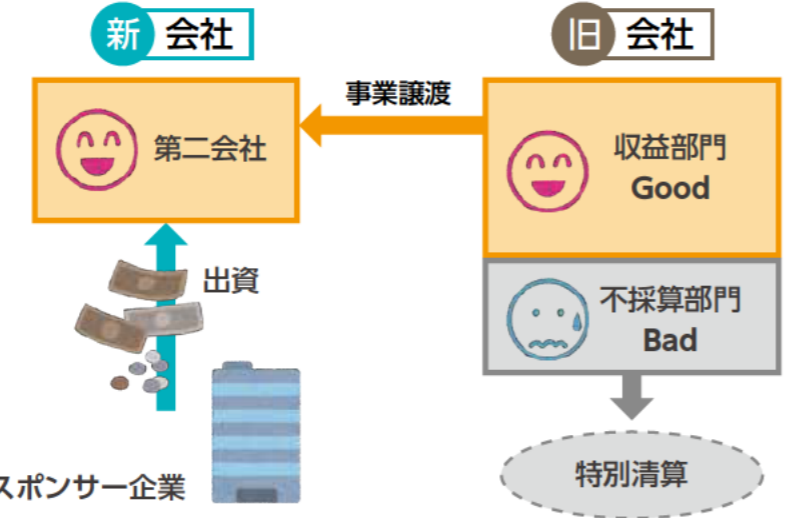 新 会社
第二会社
出資
スポンサー企業
事業譲渡
旧 会社
収益部門
Good
不採算部門
Bad
特別清算